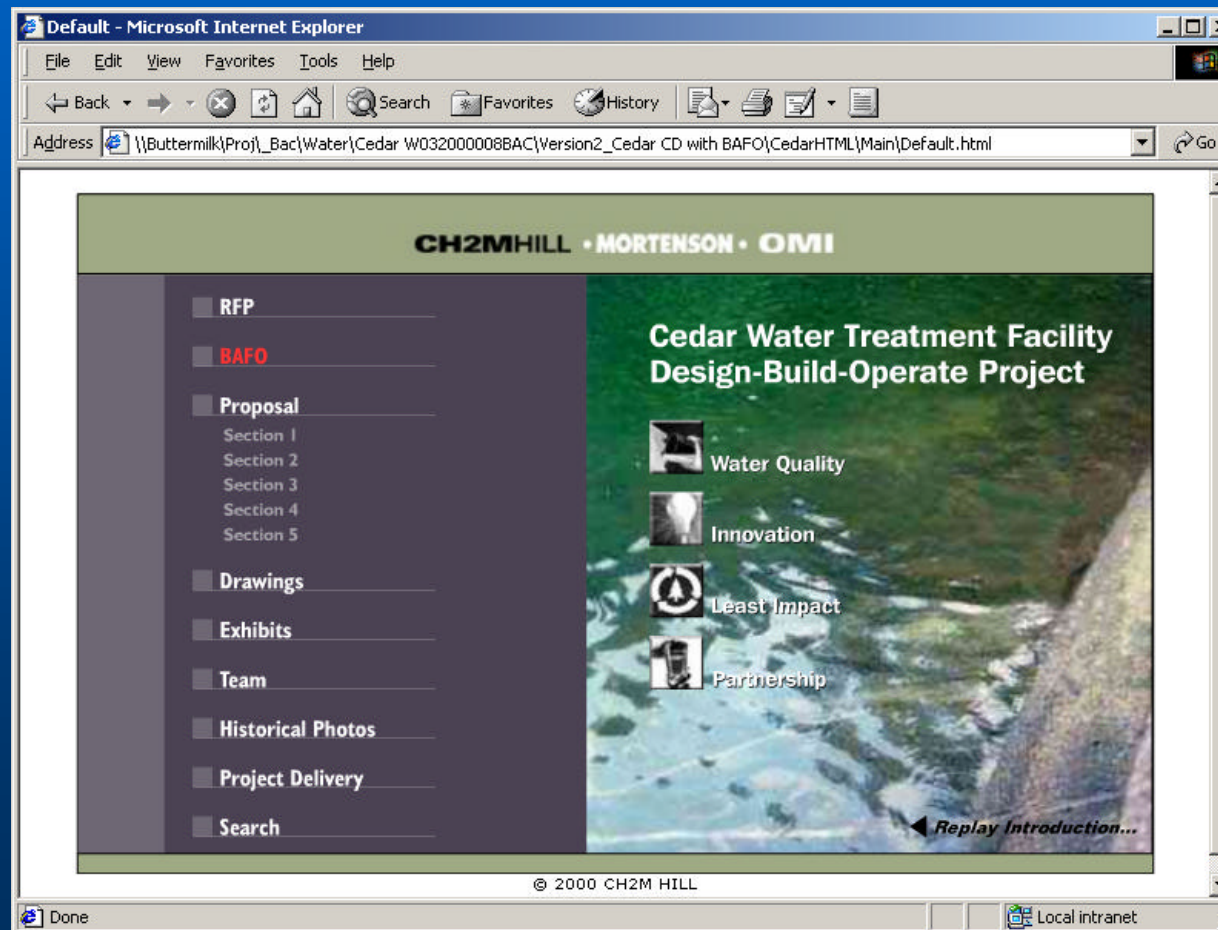 Default - Microsoft Internet Explorer
File Edit View Favorites Tools Help
Back Search Favorites History
Address \\Buttermilk\Proj\_Bac\Water\Cedar W032000008BAC\Version2_Cedar CD with BAFO\CedarHTML\Main\Default.html Go
CH2MHILL • MORTENSON • OMI
RFP
BAFO
Proposal
Section 1
Section 2
Section 3
Section 4
Section 5
Drawings
Exhibits
Team
Historical Photos
Project Delivery
Search
Cedar Water Treatment Facility
Design-Build-Operate Project
Water Quality
Innovation
Least Impact
Partnership
Replay Introduction...
© 2000 CH2M HILL
Done Local intranet